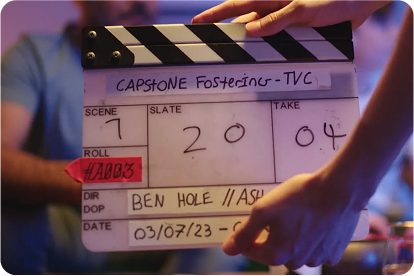 CAPSTONE Fostering - TVC
SCENE SLATE TAKE
7 20 04
ROLL
#A003
DIR BEN HOLE // ASH
DOP
DATE 03/07/23 -